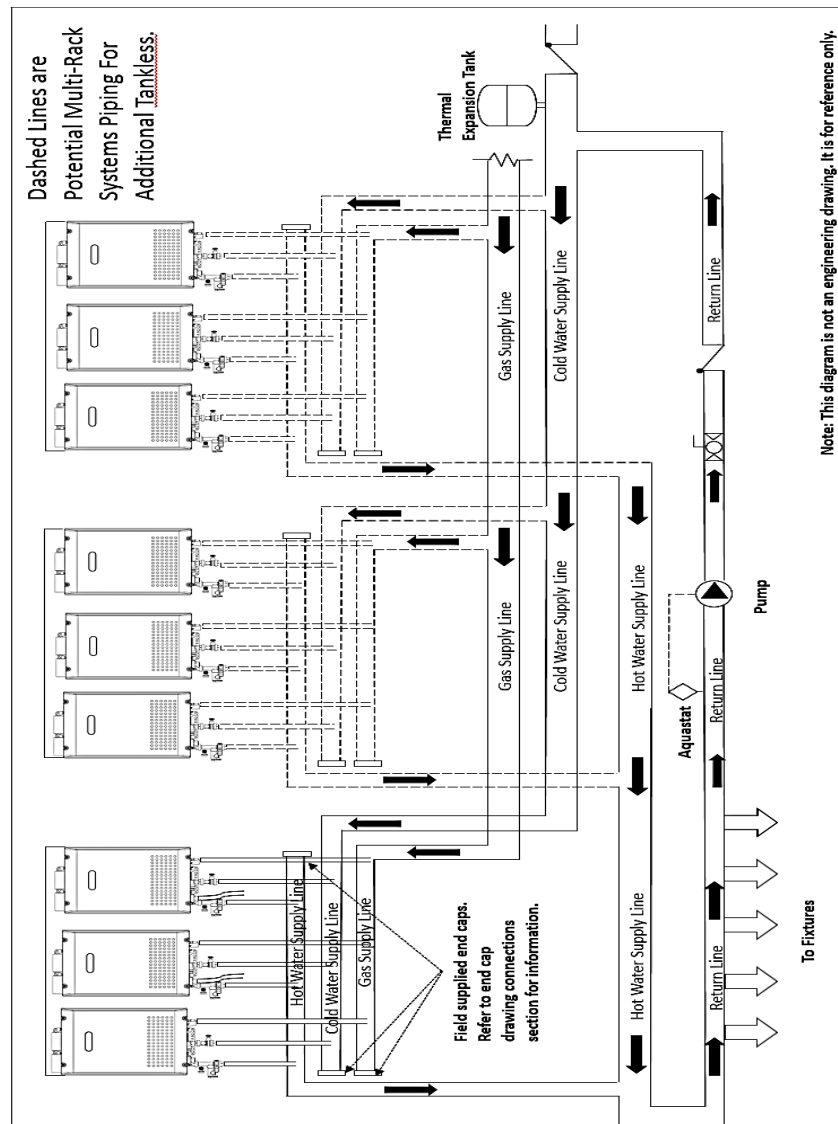 Dashed Lines are
Potential Multi-Rack
Systems Piping For
Additional Tankless.
Thermal
Expansion Tank
Gas Supply Line
Cold Water Supply Line
Return Line
Note: This diagram is not an engineering drawing. It is for reference only.
Gas Supply Line
Cold Water Supply Line
Hot Water Supply Line
Aquastat
Pump
Return Line
Hot Water Supply Line
Cold Water Supply Line
Gas Supply Line
Field supplied end caps.
Refer to end cap
drawing connections
section for information.
Hot Water Supply Line
Return Line
To Fixtures